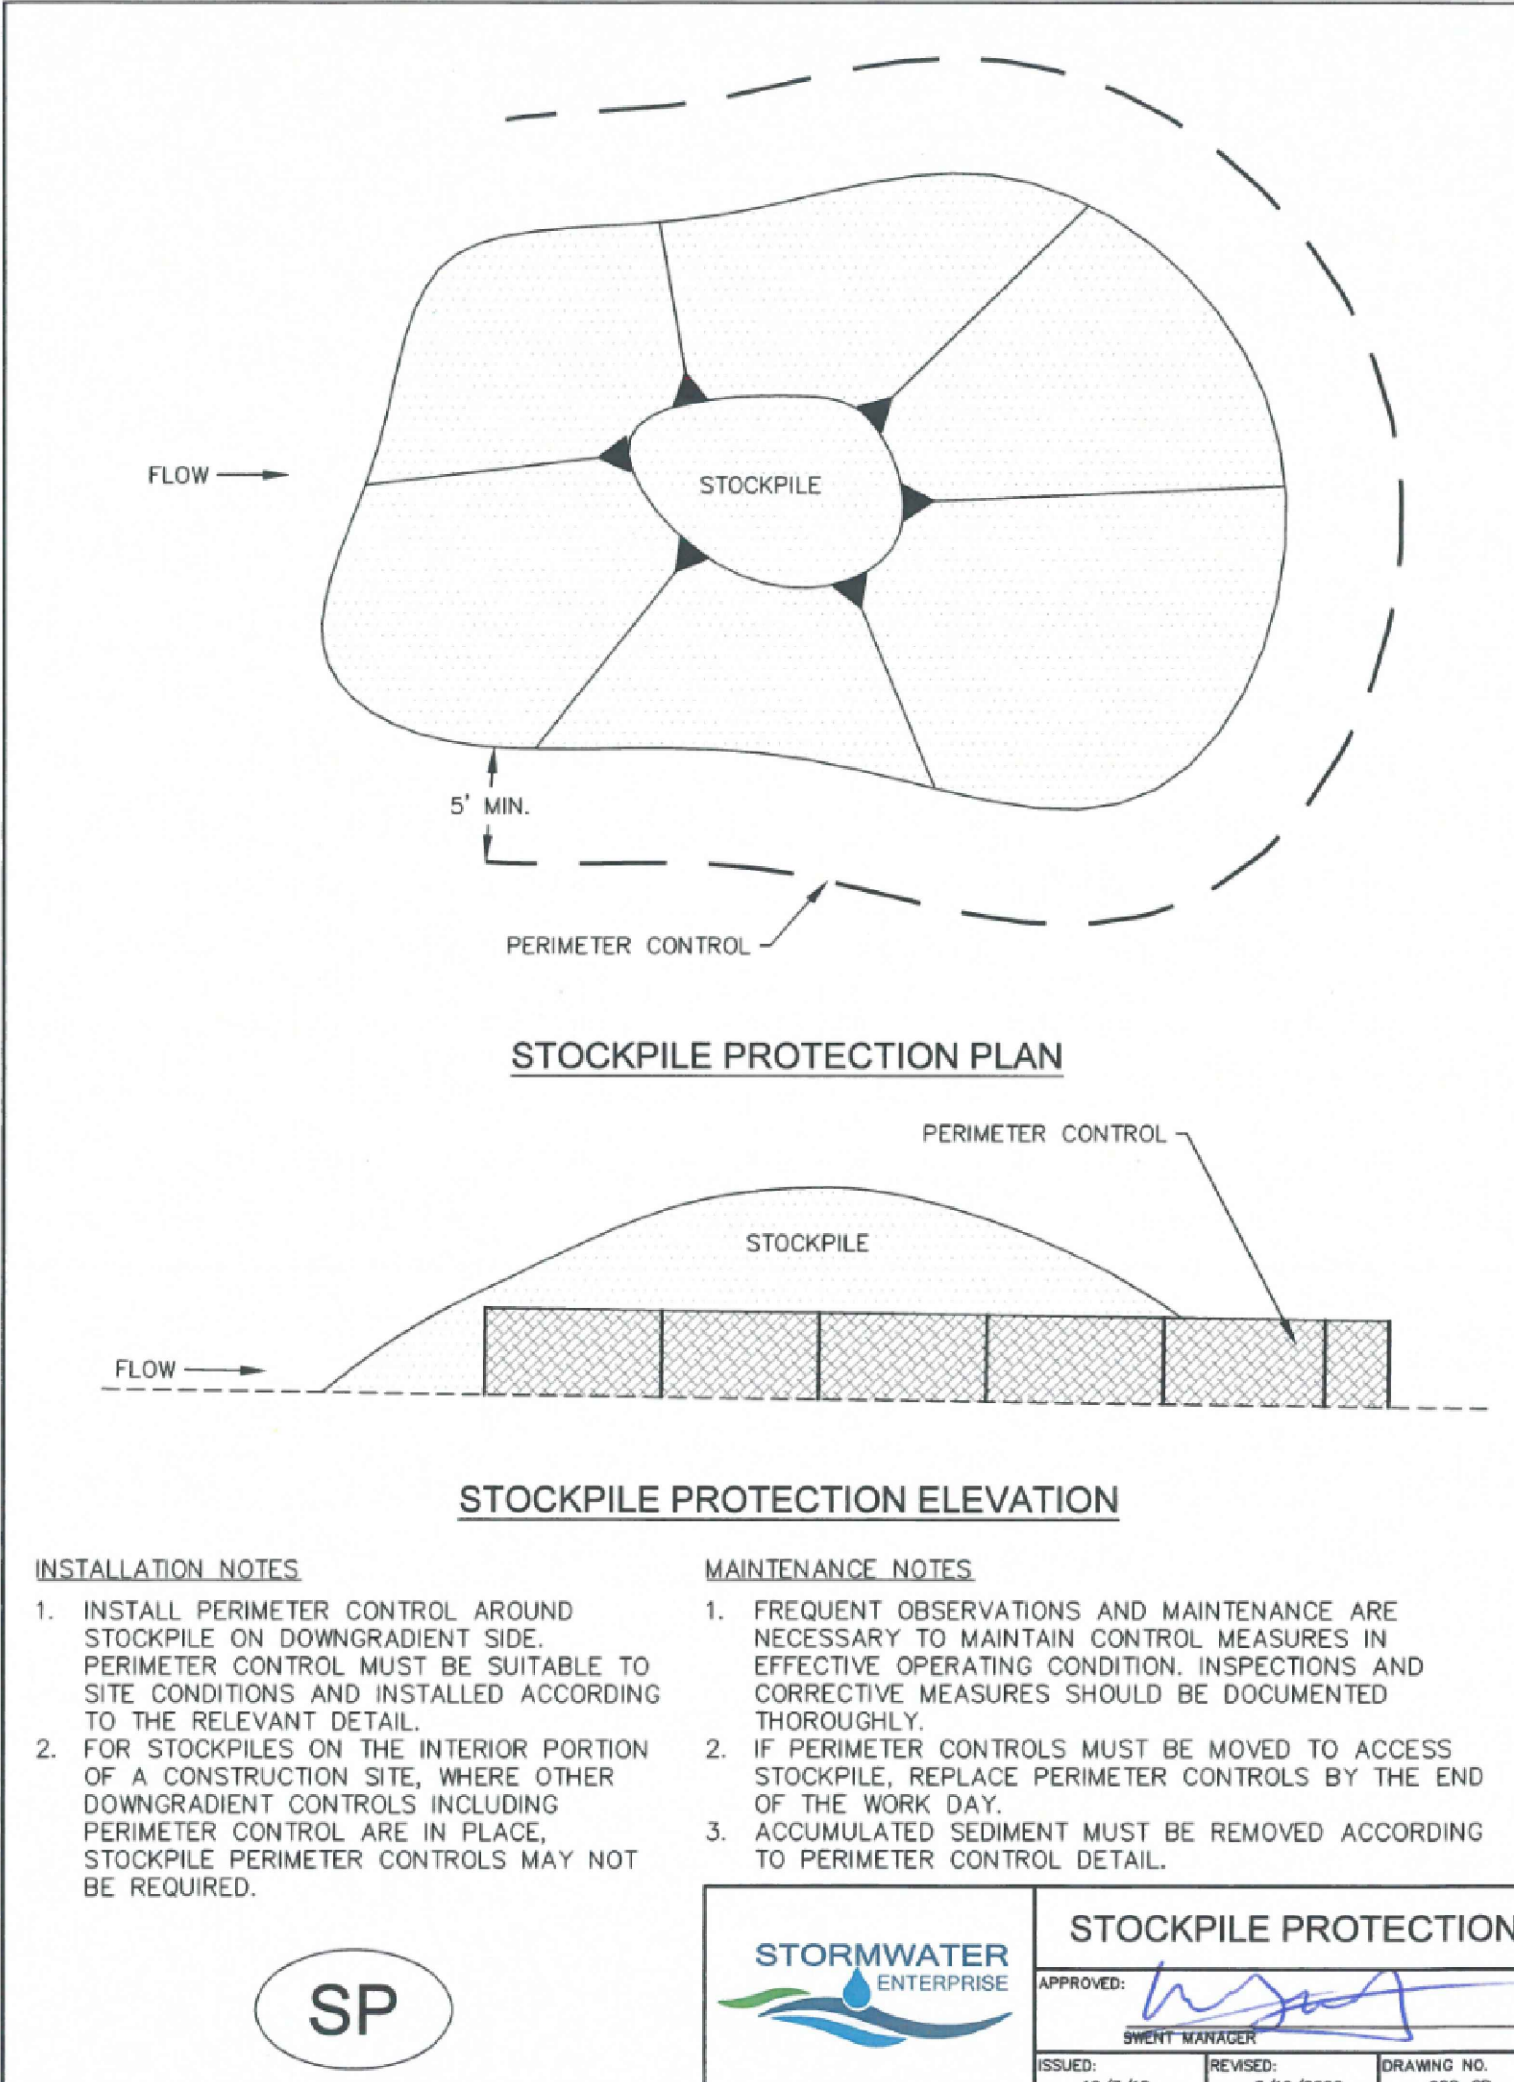 FLOW
STOCKPILE
5' MIN.
PERIMETER CONTROL
STOCKPILE PROTECTION PLAN
PERIMETER CONTROL
STOCKPILE
FLOW
STOCKPILE PROTECTION ELEVATION
INSTALLATION NOTES
1. INSTALL PERIMETER CONTROL AROUND
STOCKPILE ON DOWNGRADIENT SIDE.
PERIMETER CONTROL MUST BE SUITABLE TO
SITE CONDITIONS AND INSTALLED ACCORDING
TO THE RELEVANT DETAIL.
2. FOR STOCKPILES ON THE INTERIOR PORTION
OF A CONSTRUCTION SITE, WHERE OTHER
DOWNGRADIENT CONTROLS INCLUDING
PERIMETER CONTROL ARE IN PLACE,
STOCKPILE PERIMETER CONTROLS MAY NOT
BE REQUIRED.
MAINTENANCE NOTES
1. FREQUENT OBSERVATIONS AND MAINTENANCE ARE
NECESSARY TO MAINTAIN CONTROL MEASURES IN
EFFECTIVE OPERATING CONDITION. INSPECTIONS AND
CORRECTIVE MEASURES SHOULD BE DOCUMENTED
THOROUGHLY.
2. IF PERIMETER CONTROLS MUST BE MOVED TO ACCESS
STOCKPILE, REPLACE PERIMETER CONTROLS BY THE END
OF THE WORK DAY.
3. ACCUMULATED SEDIMENT MUST BE REMOVED ACCORDING
TO PERIMETER CONTROL DETAIL.
SP
STORMWATER
ENTERPRISE
STOCKPILE PROTECTION
APPROVED:
SWENT MANAGER
ISSUED:
REVISED:
DRAWING NO.